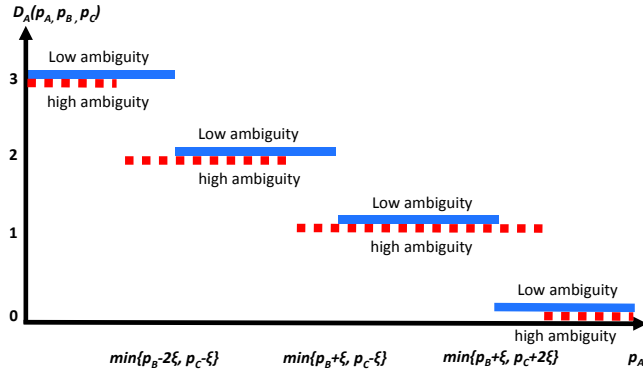 D_A(p_A, p_B, p_C)
Low ambiguity
3
high ambiguity
Low ambiguity
2
high ambiguity
Low ambiguity
1
high ambiguity
Low ambiguity
0
high ambiguity
min{p_B-2ξ, p_C-ξ} min{p_B+ξ, p_C-ξ} min{p_B+ξ, p_C+2ξ} p_A